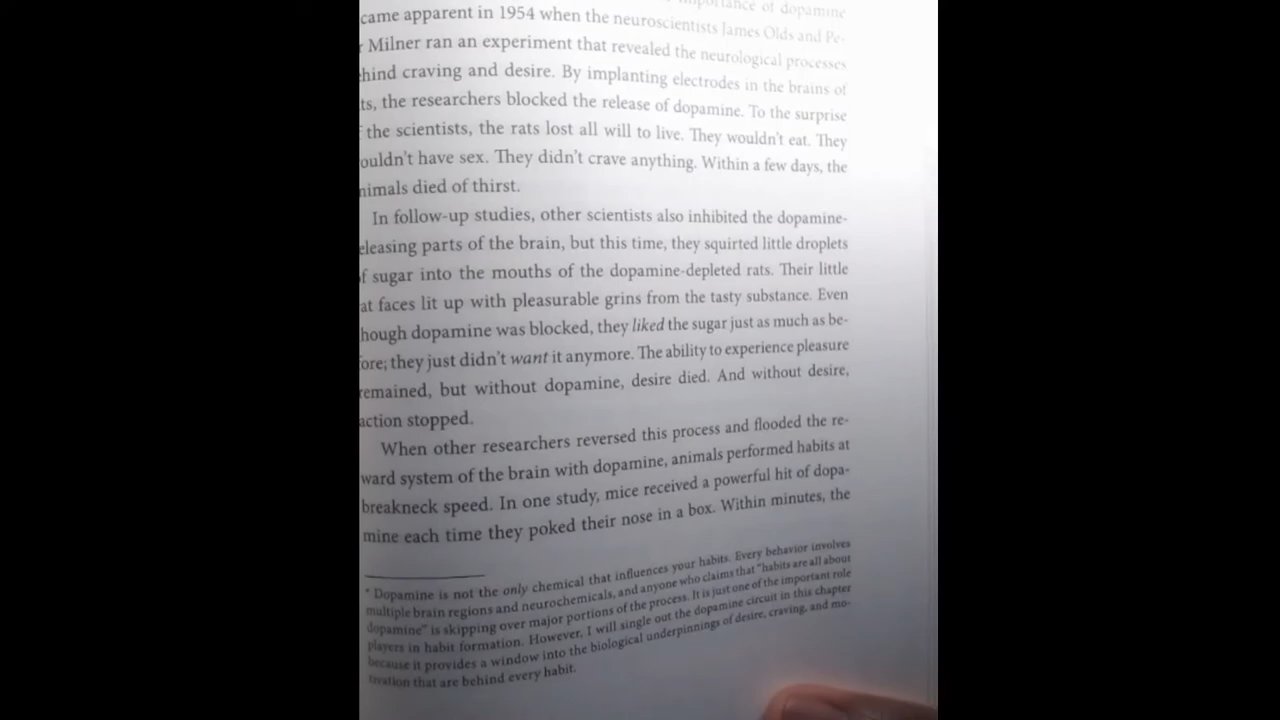 importance of dopamine
came apparent in 1954 when the neuroscientists James Olds and Pe-
r Milner ran an experiment that revealed the neurological processes
hind craving and desire. By implanting electrodes in the brains of
ts, the researchers blocked the release of dopamine. To the surprise
the scientists, the rats lost all will to live. They wouldn't eat. They
ouldn't have sex. They didn't crave anything. Within a few days, the
nimals died of thirst.
In follow-up studies, other scientists also inhibited the dopamine-
eleasing parts of the brain, but this time, they squirted little droplets
f sugar into the mouths of the dopamine-depleted rats. Their little
at faces lit up with pleasurable grins from the tasty substance. Even
hough dopamine was blocked, they liked the sugar just as much as be-
ore; they just didn't want it anymore. The ability to experience pleasure
remained, but without dopamine, desire died. And without desire,
action stopped.
When other researchers reversed this process and flooded the re-
ward system of the brain with dopamine, animals performed habits at
breakneck speed. In one study, mice received a powerful hit of dopa-
mine each time they poked their nose in a box. Within minutes, the
* Dopamine is not the only chemical that influences your habits. Every behavior involves
multiple brain regions and neurochemicals, and anyone who claims that "habits are all about
dopamine" is skipping over major portions of the process. It is just one of the important role
players in habit formation. However, I will single out the dopamine circuit in this chapter
because it provides a window into the biological underpinnings of desire, craving, and mo-
tivation that are behind every habit.